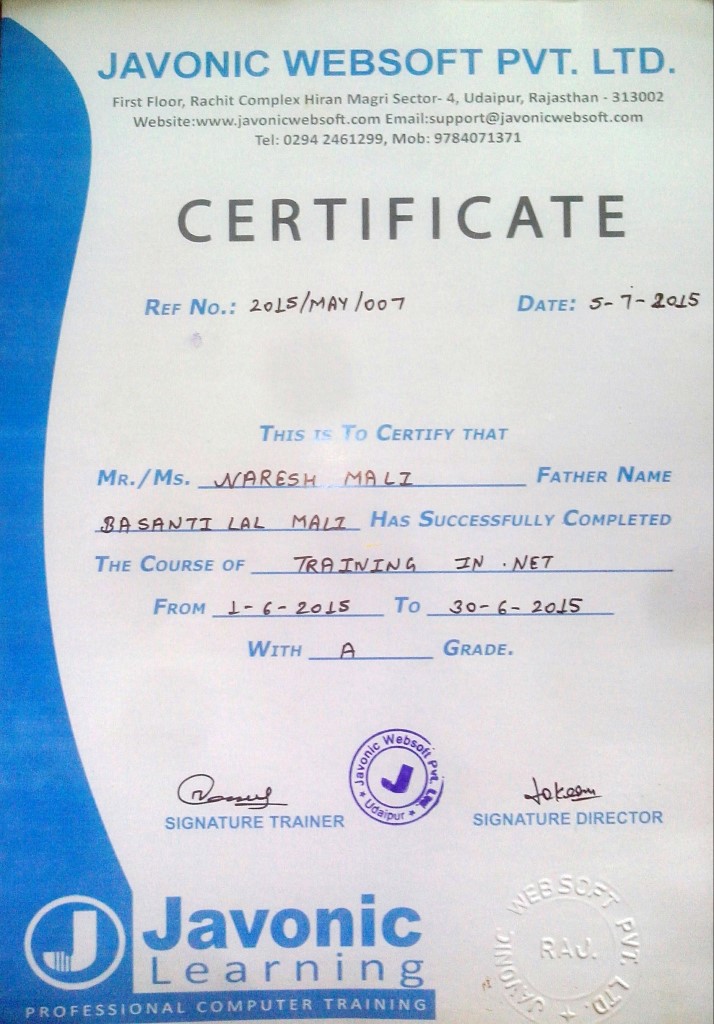 JAVONIC WEBSOFT PVT. LTD.
First Floor, Rachit Complex Hiran Magri Sector- 4, Udaipur, Rajasthan - 313002
Website:www.javonicwebsoft.com Email:support@javonicwebsoft.com
Tel: 0294 2461299, Mob: 9784071371
CERTIFICATE
REF NO.: 2015/MAY/007 DATE: 5-7-2015
THIS IS TO CERTIFY THAT
MR./MS. NARESH MALI FATHER NAME
BASANTI LAL MALI HAS SUCCESSFULLY COMPLETED
THE COURSE OF TRAINING IN .NET
FROM 1-6-2015 TO 30-6-2015
WITH A GRADE.
Javonic Websoft Pvt. Ltd.
J
* Udaipur *
SIGNATURE TRAINER SIGNATURE DIRECTOR
J Javonic
Learning
PROFESSIONAL COMPUTER TRAINING
JAVONIC WEBSOFT PVT. LTD. *
RAJ.